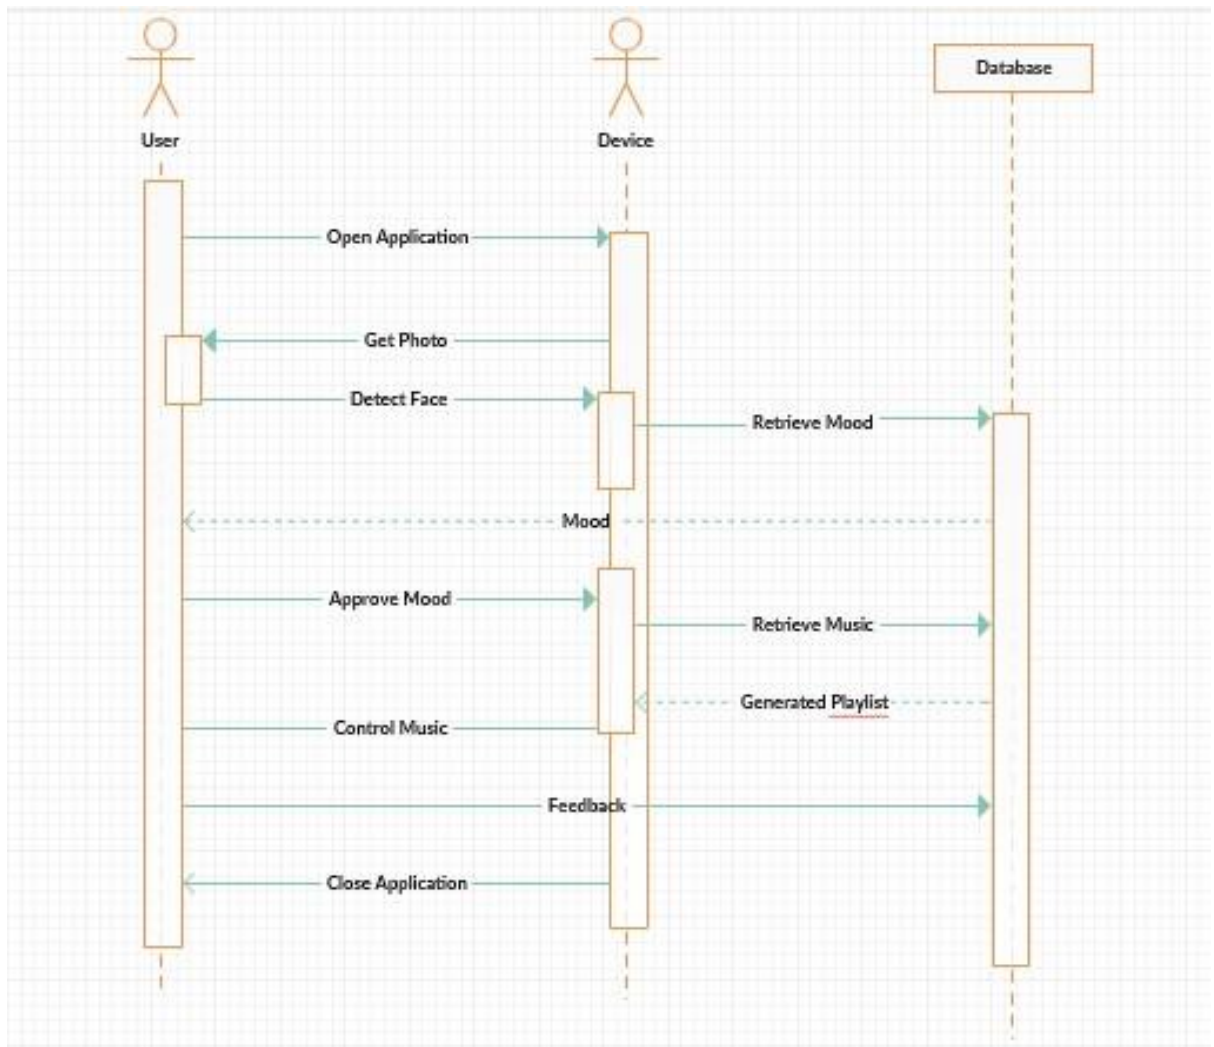 Database
User
Device
Open Application
Get Photo
Detect Face
Retrieve Mood
Mood
Approve Mood
Retrieve Music
Generated Playlist
Control Music
Feedback
Close Application